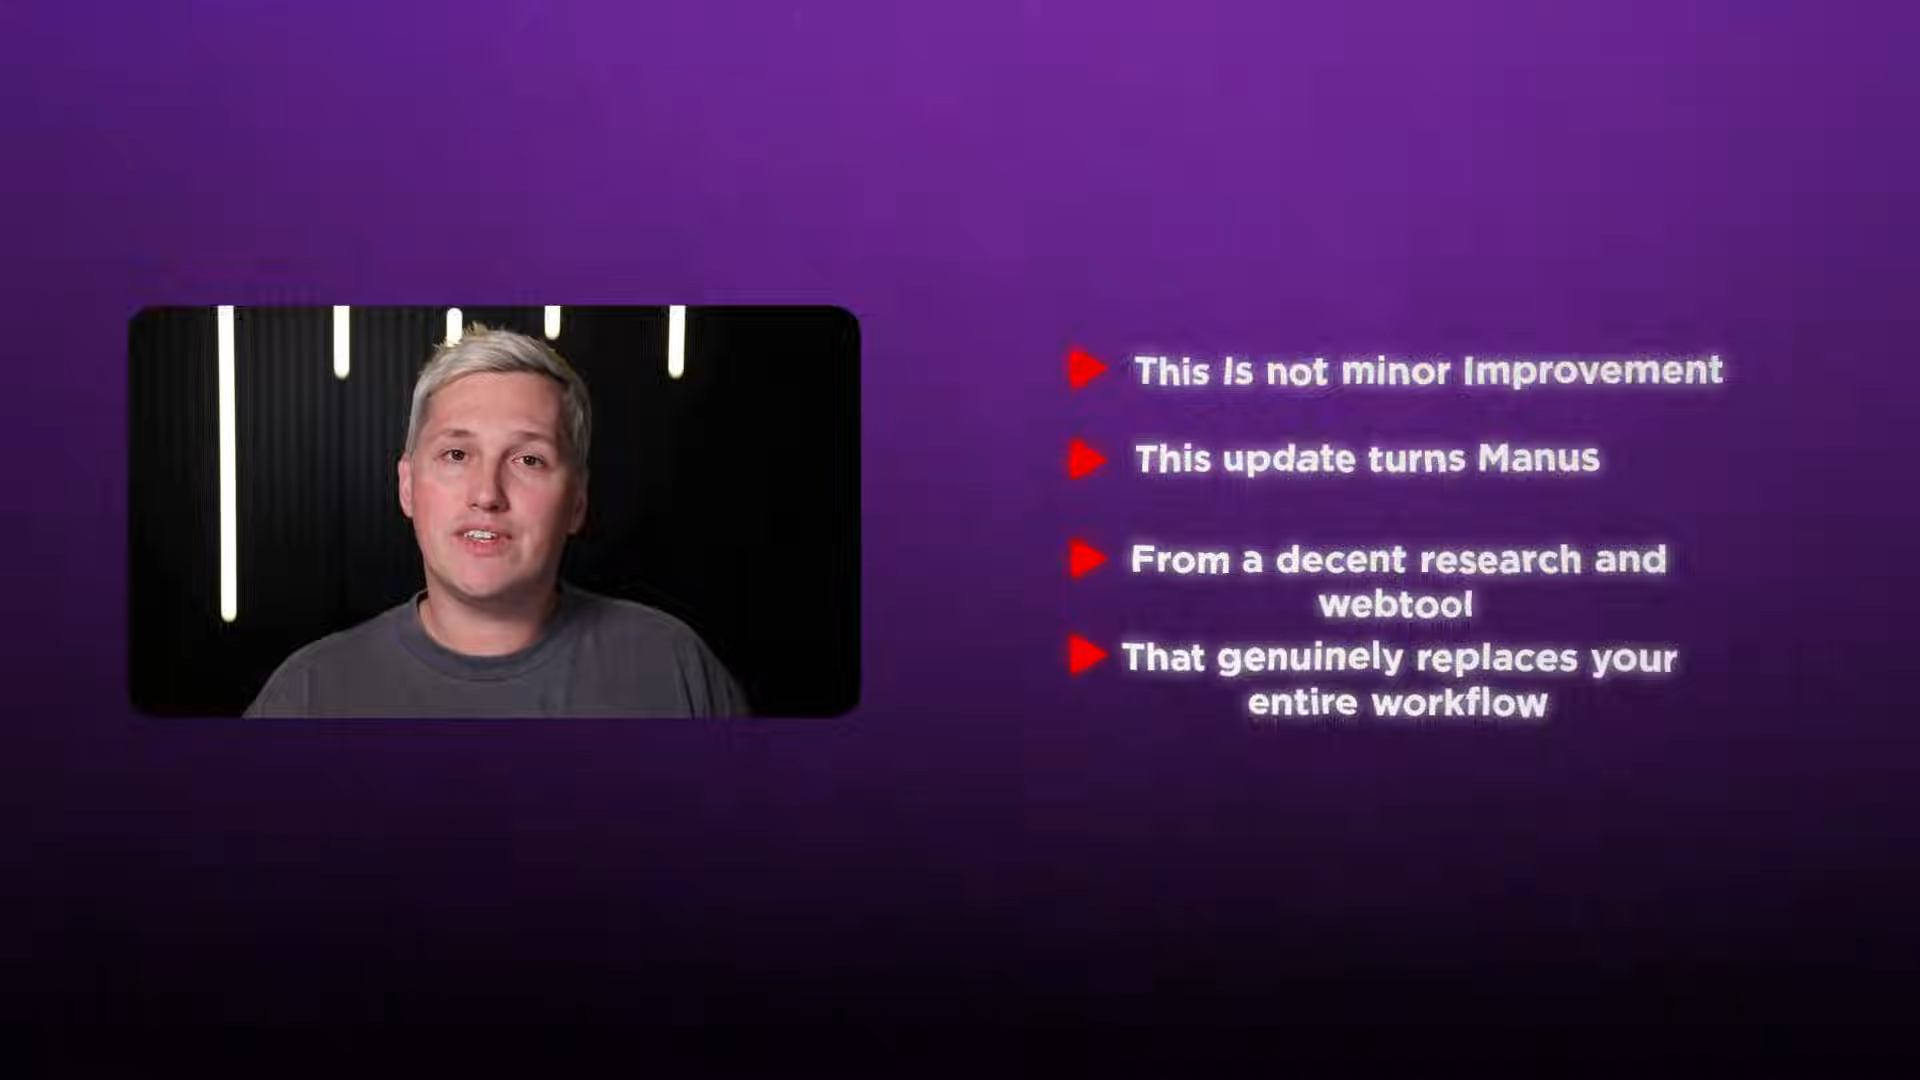 This Is not minor Improvement
This update turns Manus
From a decent research and
webtool
That genuinely replaces your
entire workflow